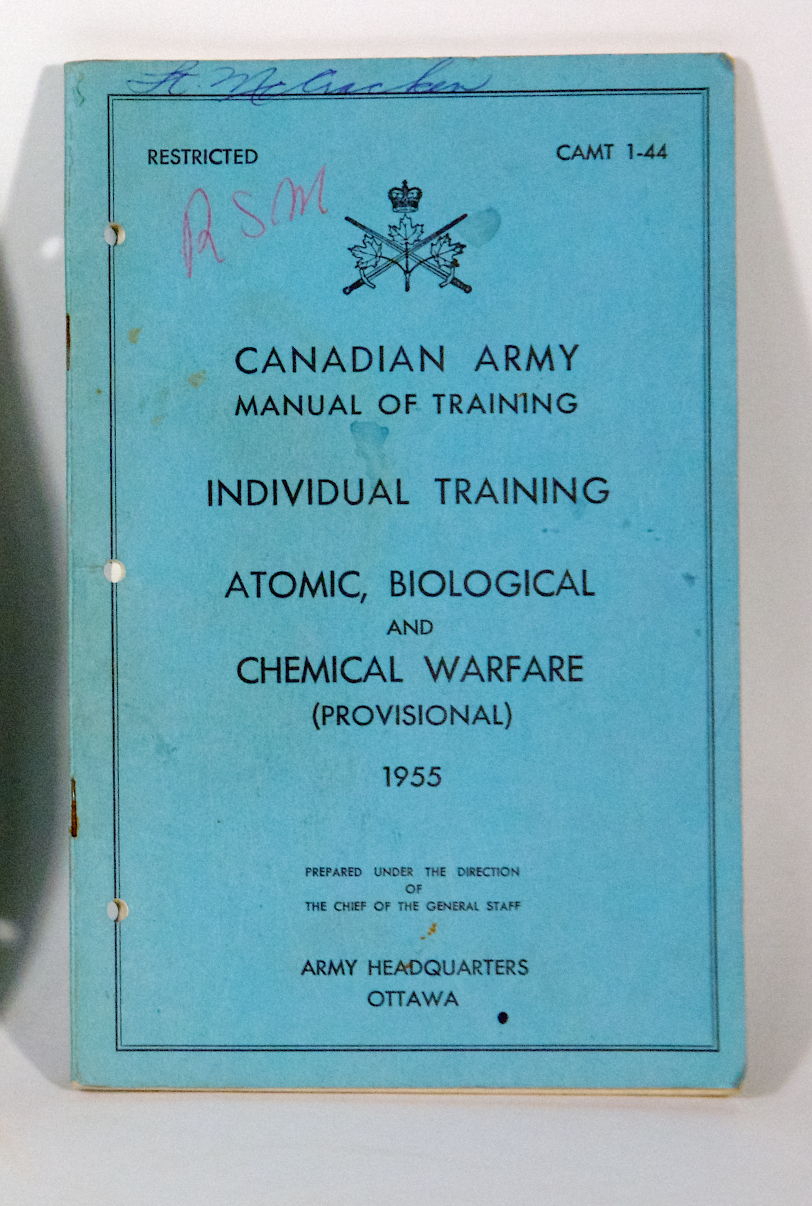 Lt. McCracken
RESTRICTED
CAMT 1-44
RSM
CANADIAN ARMY
MANUAL OF TRAINING
INDIVIDUAL TRAINING
ATOMIC, BIOLOGICAL
AND
CHEMICAL WARFARE
(PROVISIONAL)
1955
PREPARED UNDER THE DIRECTION
OF
THE CHIEF OF THE GENERAL STAFF
ARMY HEADQUARTERS
OTTAWA